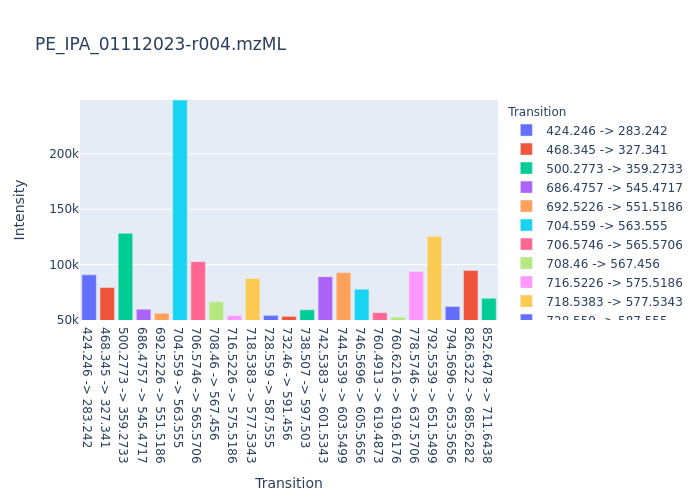 PE_IPA_01112023-r004.mzML
Intensity
200k
150k
100k
50k
424.246 -> 283.242
468.345 -> 327.341
500.2773 -> 359.2733
686.4757 -> 545.4717
692.5226 -> 551.5186
704.559 -> 563.555
706.5746 -> 565.5706
708.46 -> 567.456
716.5226 -> 575.5186
718.5383 -> 577.5343
728.559 -> 587.555
732.46 -> 591.456
738.507 -> 597.503
742.5383 -> 601.5343
744.5539 -> 603.5499
746.5696 -> 605.5656
760.4913 -> 619.4873
760.6216 -> 619.6176
778.5746 -> 637.5706
792.5539 -> 651.5499
794.5696 -> 653.5656
826.6322 -> 685.6282
852.6478 -> 711.6438
Transition
Transition
424.246 -> 283.242
468.345 -> 327.341
500.2773 -> 359.2733
686.4757 -> 545.4717
692.5226 -> 551.5186
704.559 -> 563.555
706.5746 -> 565.5706
708.46 -> 567.456
716.5226 -> 575.5186
718.5383 -> 577.5343
728.559 -> 587.555